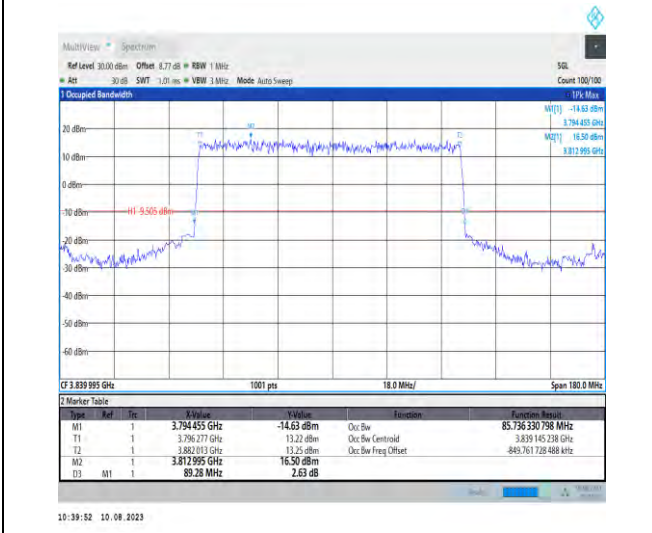 MultiView Spectrum
Ref Level 30.00 dBm Offset 8.77 dB RBW 1 MHz SGL
Att 30 dB SWT 1.01 ms VBW 3 MHz Mode Auto Sweep Count 100/100
1 Occupied Bandwidth 1Pk Max
M1[1] -14.63 dBm
3.794 455 GHz
M2[1] 16.50 dBm
3.812 995 GHz
20 dBm
T1 M2 T2
10 dBm
0 dBm
-10 dBm H1 -9.505 dBm
-20 dBm
-30 dBm
-40 dBm
-50 dBm
-60 dBm
CF 3.839 995 GHz 1001 pts 18.0 MHz/ Span 180.0 MHz
2 Marker Table
Type Ref Trc X-Value Y-Value Function Function Result
M1 1 3.794 455 GHz -14.63 dBm Occ Bw 85.736 330 798 MHz
T1 1 3.796 277 GHz 13.22 dBm Occ Bw Centroid 3.839 145 238 GHz
T2 1 3.882 013 GHz 13.25 dBm Occ Bw Freq Offset -849.761 728 488 kHz
M2 1 3.812 995 GHz 16.50 dBm
D3 M1 1 89.28 MHz 2.63 dB
10:39:52 10.08.2023